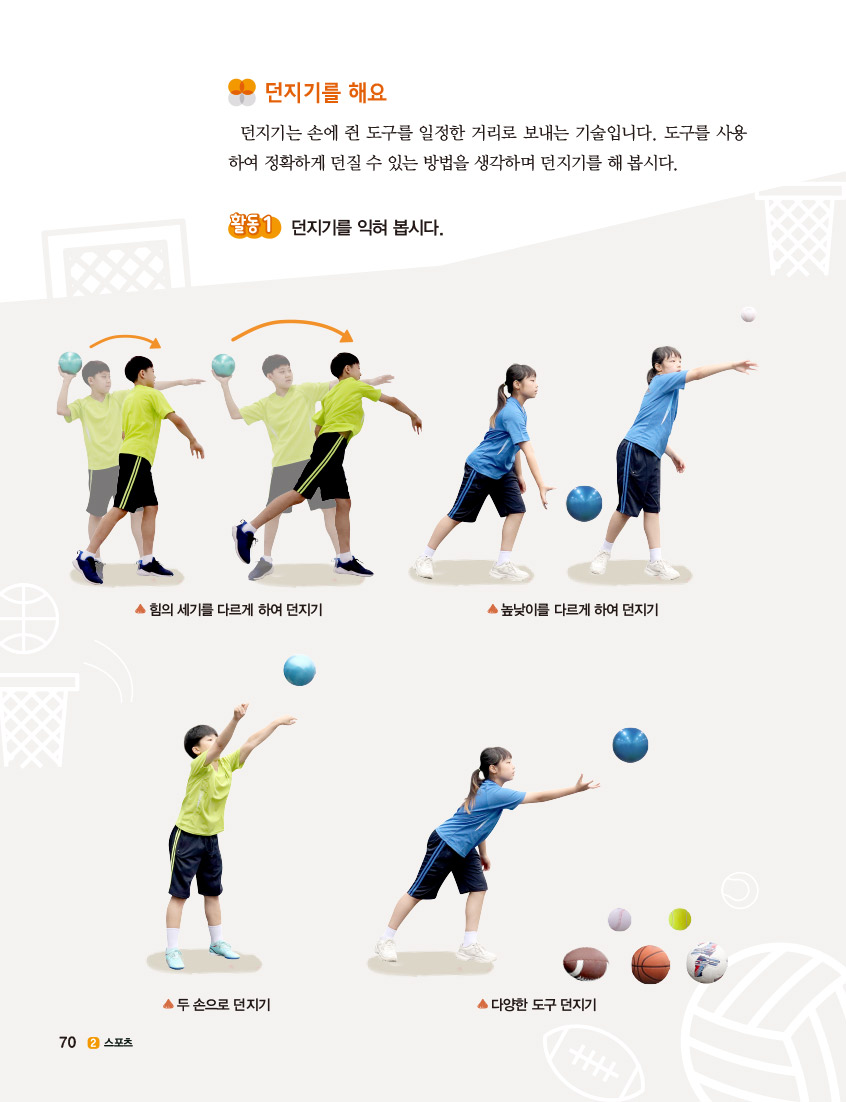 던지기를 해요
던지기는 손에 쥔 도구를 일정한 거리로 보내는 기술입니다. 도구를 사용
하여 정확하게 던질 수 있는 방법을 생각하며 던지기를 해 봅시다.
활동 1 던지기를 익혀 봅시다.
힘의 세기를 다르게 하여 던지기
높낮이를 다르게 하여 던지기
두 손으로 던지기
다양한 도구 던지기
70 2 스포츠